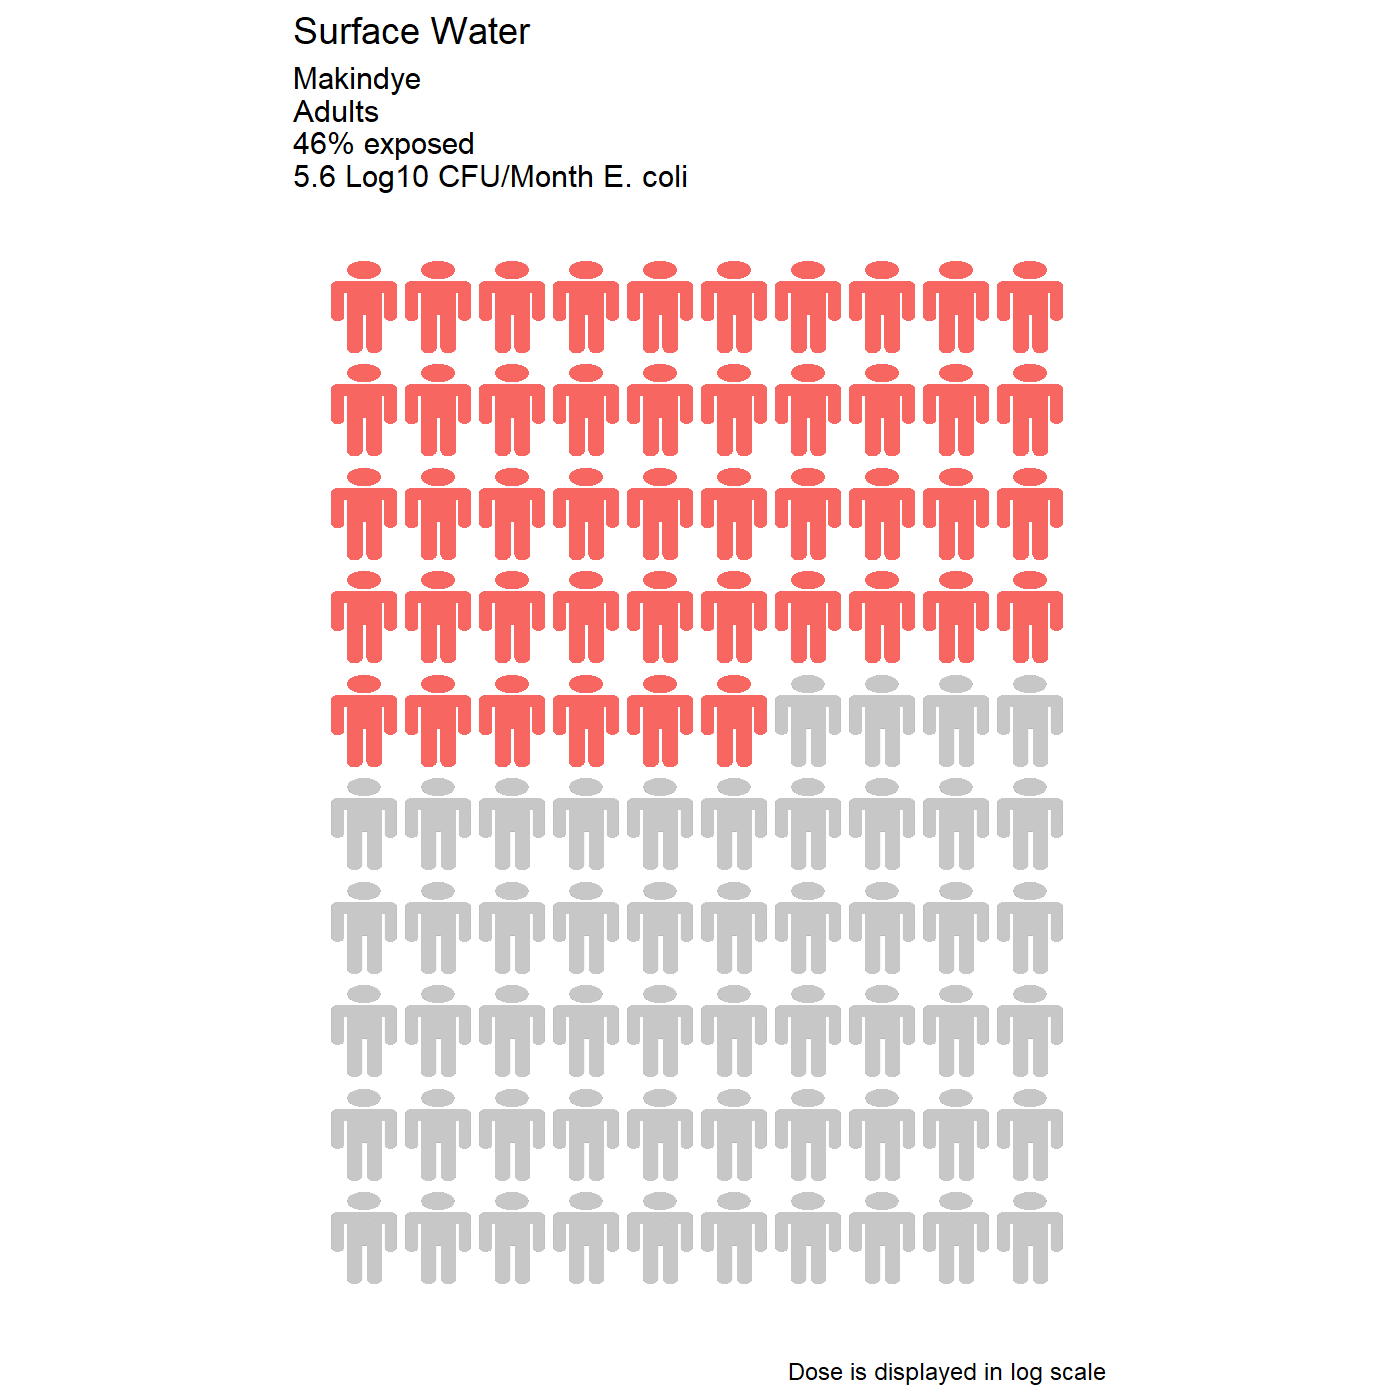 Surface Water
Makindye
Adults
46% exposed
5.6 Log10 CFU/Month E. coli
Dose is displayed in log scale